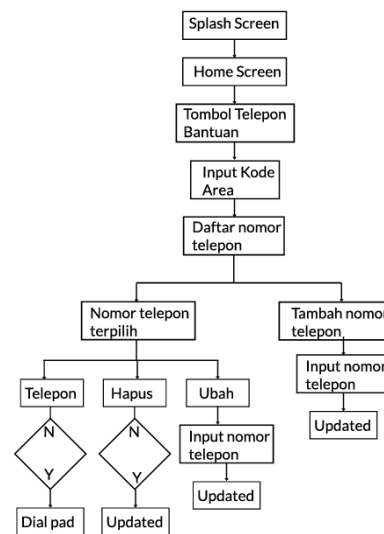 Splash Screen
Home Screen
Tombol Telepon
Bantuan
Input Kode
Area
Daftar nomor
telepon
Nomor telepon
terpilih
Tambah nomor
telepon
Telepon
Hapus
Ubah
Input nomor
telepon
N
N
Input nomor
telepon
Updated
Y
Y
Updated
Dial pad
Updated